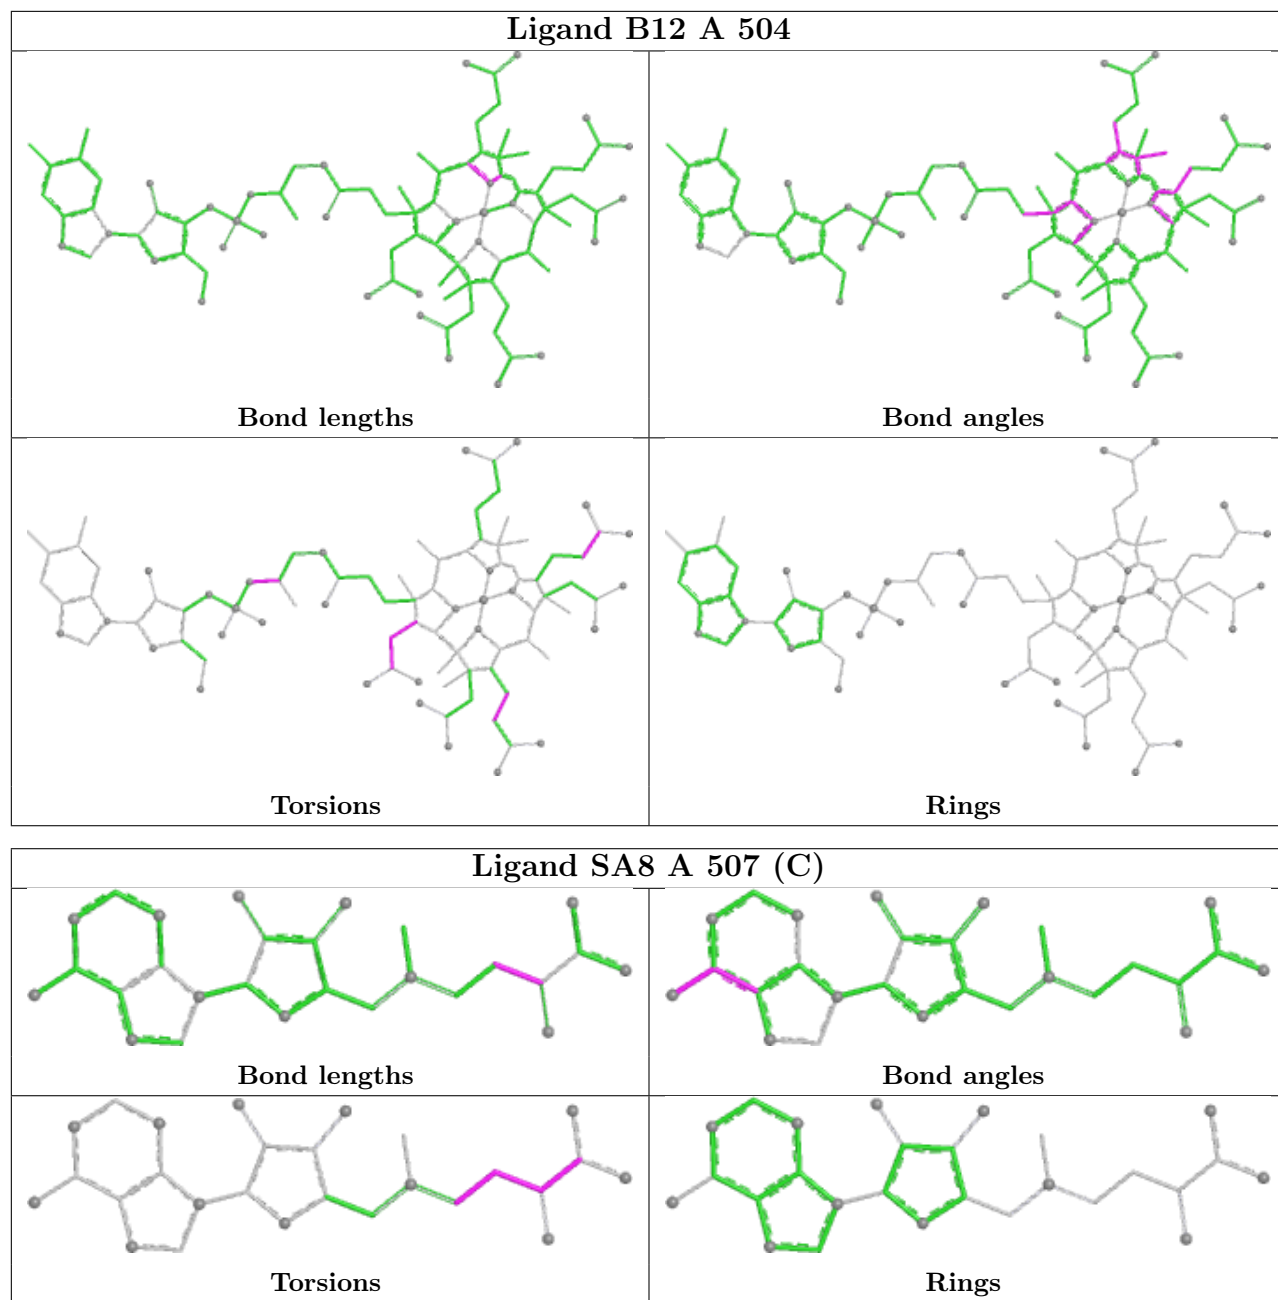 Ligand B12 A 504
Bond lengths
Bond angles
Torsions
Rings
Ligand SA8 A 507 (C)
Bond lengths
Bond angles
Torsions
Rings